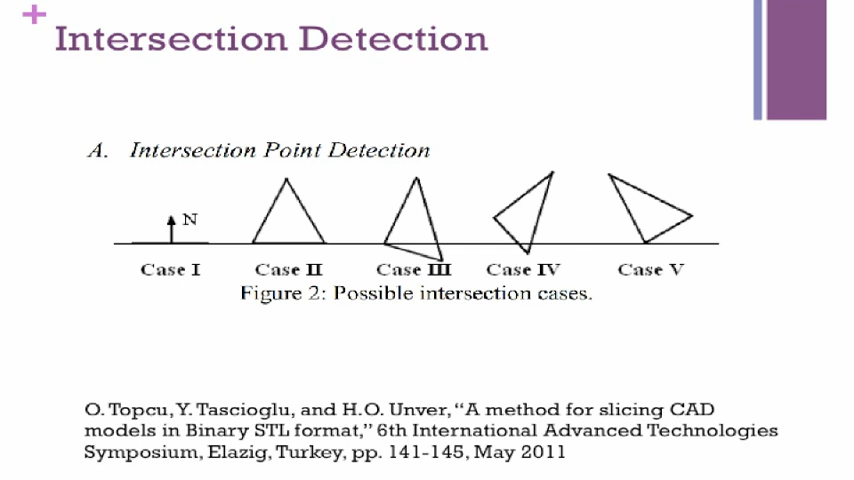 +
Intersection Detection
A. Intersection Point Detection
N
Case I Case II Case III Case IV Case V
Figure 2: Possible intersection cases.
O. Topcu, Y. Tascioglu, and H.O. Unver, “A method for slicing CAD
models in Binary STL format,” 6th International Advanced Technologies
Symposium, Elazig, Turkey, pp. 141-145, May 2011